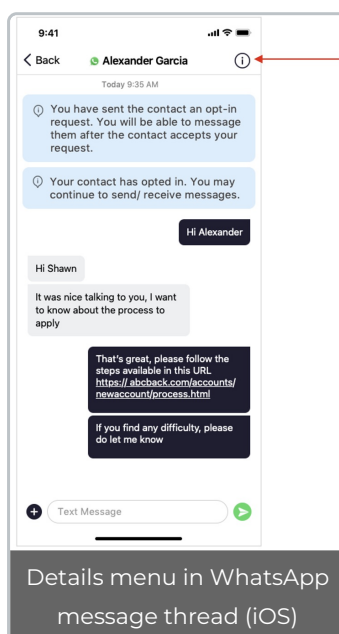 9:41
Back
Alexander Garcia
Today 9:35 AM
You have sent the contact an opt-in
request. You will be able to message
them after the contact accepts your
request.
Your contact has opted in. You may
continue to send/ receive messages.
Hi Alexander
Hi Shawn
It was nice talking to you, I want
to know about the process to
apply
That's great, please follow the
steps available in this URL
https:// abcback.com/accounts/
newaccount/process.html
If you find any difficulty, please
do let me know
Text Message
Details menu in WhatsApp
message thread (iOS)